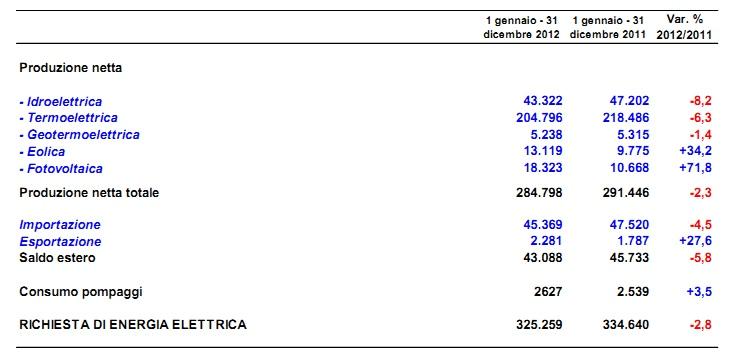 1 gennaio - 31 dicembre 2012 1 gennaio - 31 dicembre 2011 Var. % 2012/2011
Produzione netta
- Idroelettrica 43.322 47.202 -8,2
- Termoelettrica 204.796 218.486 -6,3
- Geotermoelettrica 5.238 5.315 -1,4
- Eolica 13.119 9.775 +34,2
- Fotovoltaica 18.323 10.668 +71,8
Produzione netta totale 284.798 291.446 -2,3
Importazione 45.369 47.520 -4,5
Esportazione 2.281 1.787 +27,6
Saldo estero 43.088 45.733 -5,8
Consumo pompaggi 2627 2.539 +3,5
RICHIESTA DI ENERGIA ELETTRICA 325.259 334.640 -2,8